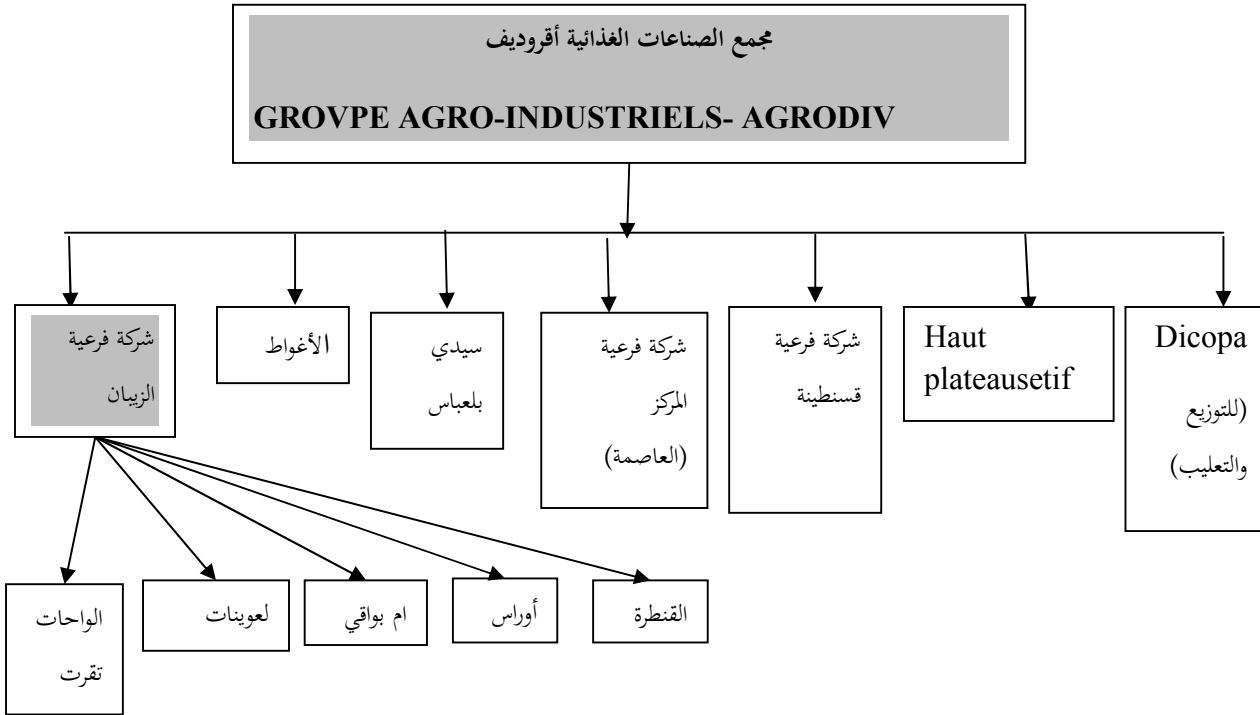 مجمع الصناعات الغذائية أقروديف
GROVPE AGRO-INDUSTRIELS- AGRODIV
شركة فرعية
الزيبان
الأغواط
سيدي
بلعباس
شركة فرعية
المركز
(العاصمة)
شركة فرعية
قسنطينة
Haut
plateausetif
Dicopa
(للتوزيع
والتعليب)
الواحات
تقرت
لعوينات
ام بواقي
أوراس
القنطرة